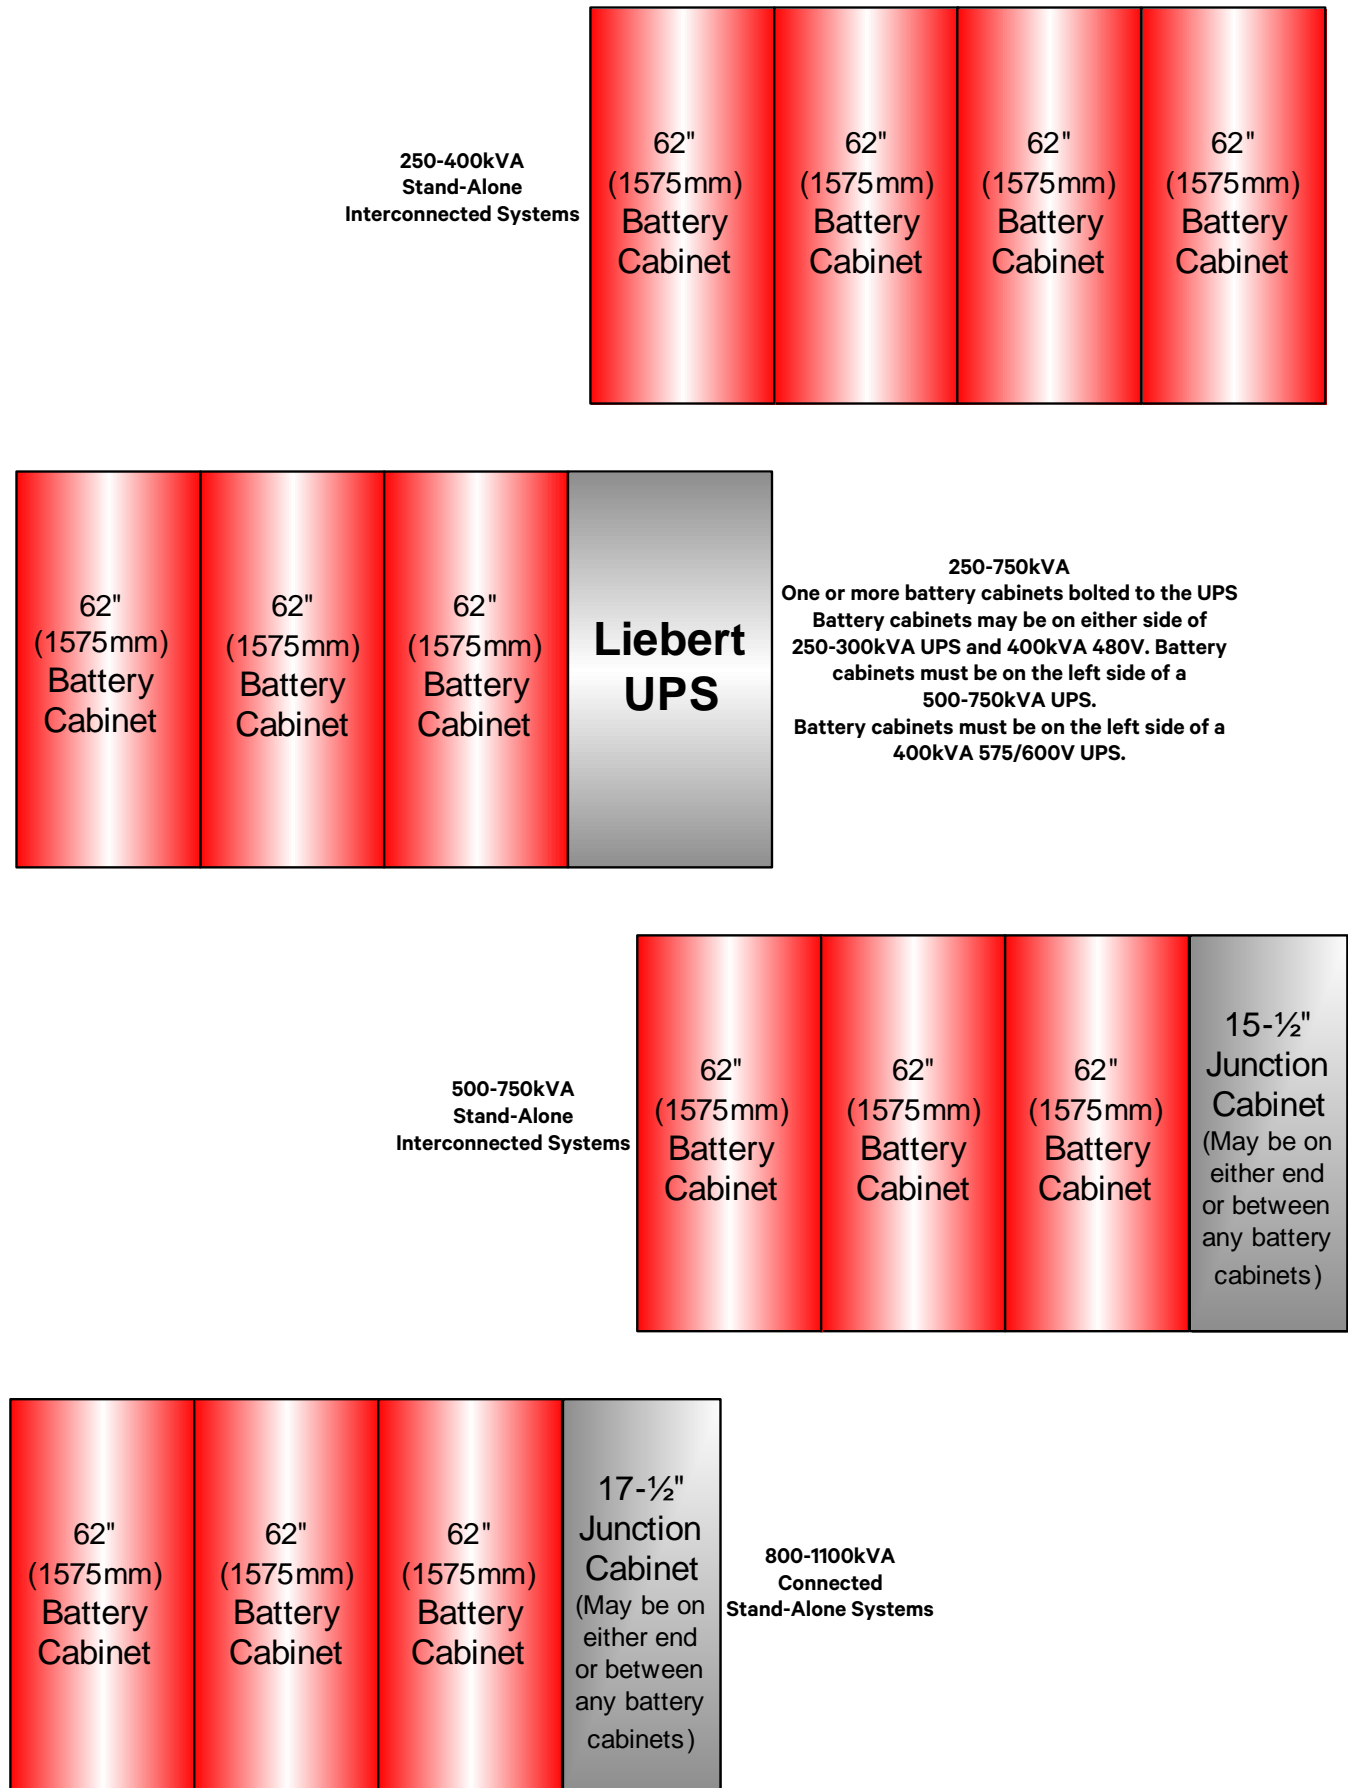 250-400kVA
Stand-Alone
Interconnected Systems
62"
(1575mm)
Battery
Cabinet
62"
(1575mm)
Battery
Cabinet
62"
(1575mm)
Battery
Cabinet
62"
(1575mm)
Battery
Cabinet
62"
(1575mm)
Battery
Cabinet
62"
(1575mm)
Battery
Cabinet
62"
(1575mm)
Battery
Cabinet
Liebert
UPS
250-750kVA
One or more battery cabinets bolted to the UPS
Battery cabinets may be on either side of
250-300kVA UPS and 400kVA 480V. Battery
cabinets must be on the left side of a
500-750kVA UPS.
Battery cabinets must be on the left side of a
400kVA 575/600V UPS.
500-750kVA
Stand-Alone
Interconnected Systems
62"
(1575mm)
Battery
Cabinet
62"
(1575mm)
Battery
Cabinet
62"
(1575mm)
Battery
Cabinet
15-½"
Junction
Cabinet
(May be on
either end
or between
any battery
cabinets)
62"
(1575mm)
Battery
Cabinet
62"
(1575mm)
Battery
Cabinet
62"
(1575mm)
Battery
Cabinet
17-½"
Junction
Cabinet
(May be on
either end
or between
any battery
cabinets)
800-1100kVA
Connected
Stand-Alone Systems